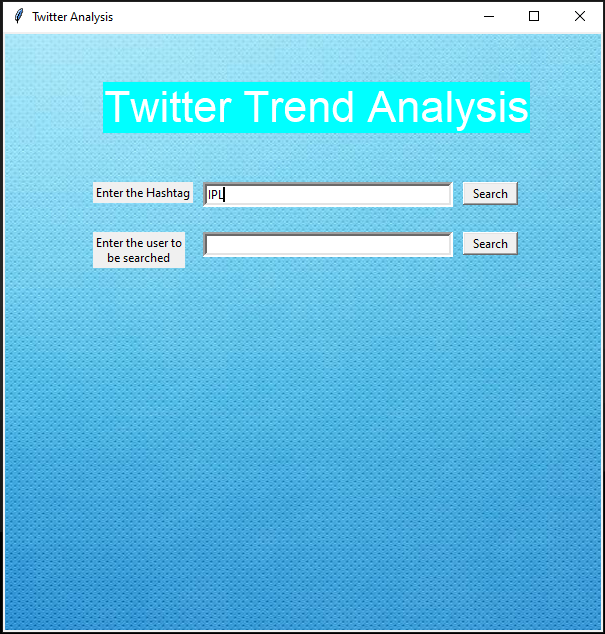 Twitter Analysis
Twitter Trend Analysis
Enter the Hashtag
IPL
Search
Enter the user to
be searched
Search